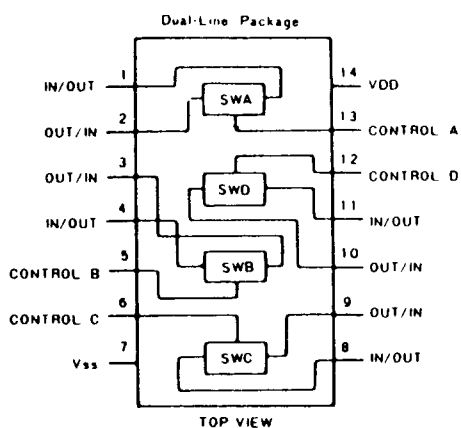 Dual-Line Package
1
IN/OUT
2
OUT/IN
3
OUT/IN
4
IN/OUT
5
CONTROL B
6
CONTROL C
7
Vss
SWA
SWD
SWB
SWC
14
VDD
13
CONTROL A
12
CONTROL D
11
IN/OUT
10
OUT/IN
9
OUT/IN
8
IN/OUT
TOP VIEW